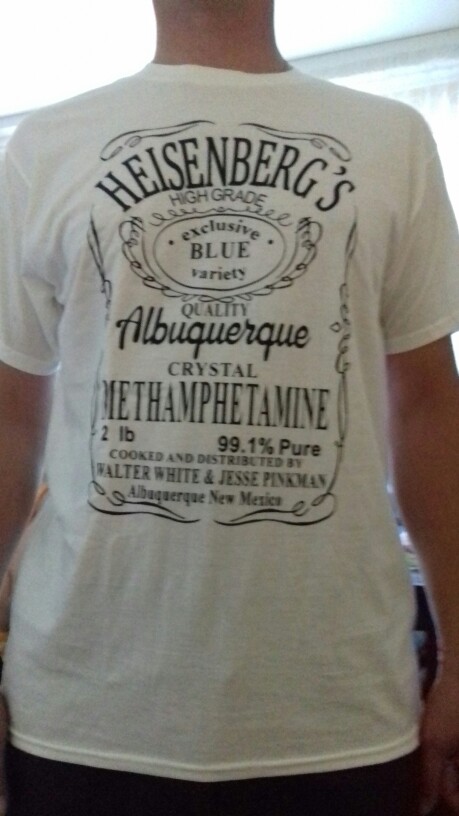 HEISENBERG'S
HIGH GRADE
• exclusive •
BLUE
variety
QUALITY
Albuquerque
CRYSTAL
METHAMPHETAMINE
2 lb 99.1% Pure
COOKED AND DISTRIBUTED BY
WALTER WHITE & JESSE PINKMAN
Albuquerque New Mexico